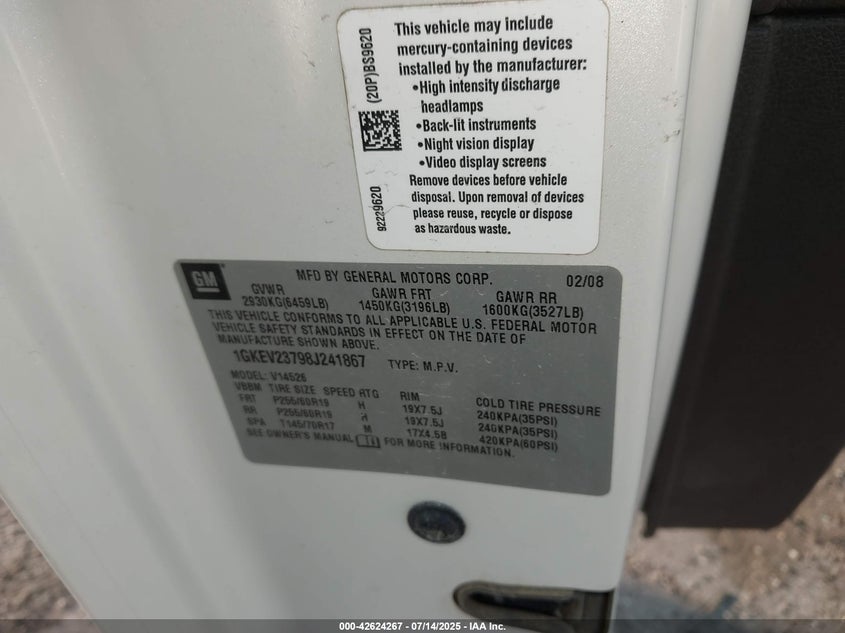 This vehicle may include
mercury-containing devices
installed by the manufacturer:
•High intensity discharge
headlamps
•Back-lit instruments
•Night vision display
•Video display screens
Remove devices before vehicle
disposal. Upon removal of devices
please reuse, recycle or dispose
as hazardous waste.
(20P)BS9620
92229620
GM
MFD BY GENERAL MOTORS CORP. 02/08
GVWR GAWR FRT GAWR RR
2930KG(6459LB) 1450KG(3196LB) 1600KG(3527LB)
THIS VEHICLE CONFORMS TO ALL APPLICABLE U.S. FEDERAL MOTOR
VEHICLE SAFETY STANDARDS IN EFFECT ON THE DATE OF
MANUFACTURE SHOWN ABOVE.
1GKEV23798J241867 TYPE: M.P.V.
MODEL: V14526
VBBM TIRE SIZE SPEED RTG RIM COLD TIRE PRESSURE
FRT P255/60R19 H 19X7.5J 240KPA(35PSI)
RR P255/60R19 H 19X7.5J 240KPA(35PSI)
SPA T145/70R17 M 17X4.5B 420KPA(60PSI)
SEE OWNER'S MANUAL FOR MORE INFORMATION.
000-42624267 - 07/14/2025 - IAA Inc.